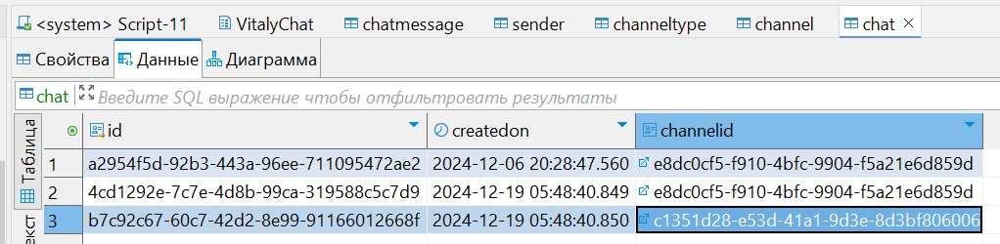 <system> Script-11 VitalyChat chatmessage sender channeltype channel chat
Свойства Данные Диаграмма
chat Введите SQL выражение чтобы отфильтровать результаты
Таблица
id createdon channelid
1 a2954f5d-92b3-443a-96ee-711095472ae2 2024-12-06 20:28:47.560 e8dc0cf5-f910-4bfc-9904-f5a21e6d859d
2 4cd1292e-7c7e-4d8b-99ca-319588c5c7d9 2024-12-19 05:48:40.849 e8dc0cf5-f910-4bfc-9904-f5a21e6d859d
3 b7c92c67-60c7-42d2-8e99-91166012668f 2024-12-19 05:48:40.850 c1351d28-e53d-41a1-9d3e-8d3bf806006